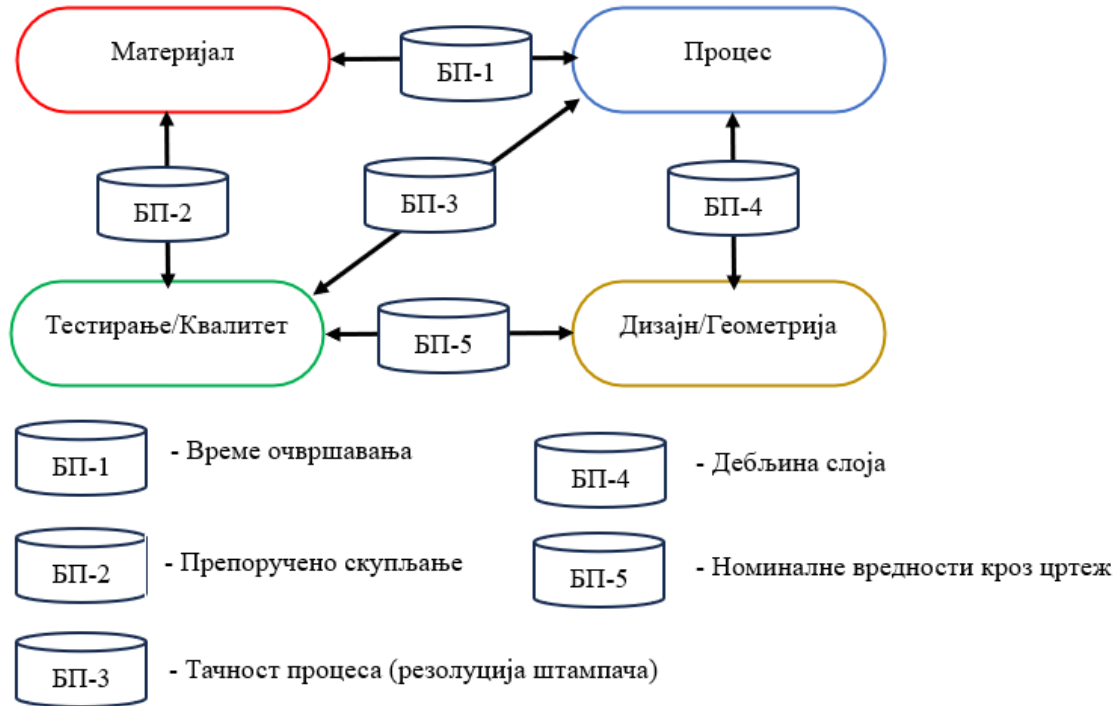 Материјал
БП-1
Процес
БП-2
БП-3
БП-4
Тестирање/Квалитет
БП-5
Дизајн/Геометрија
БП-1 - Време очвршавања
БП-4 - Дебљина слоја
БП-2 - Препоручено скупљање
БП-5 - Номиналне вредности кроз цртеж
БП-3 - Тачност процеса (резолуција штампача)